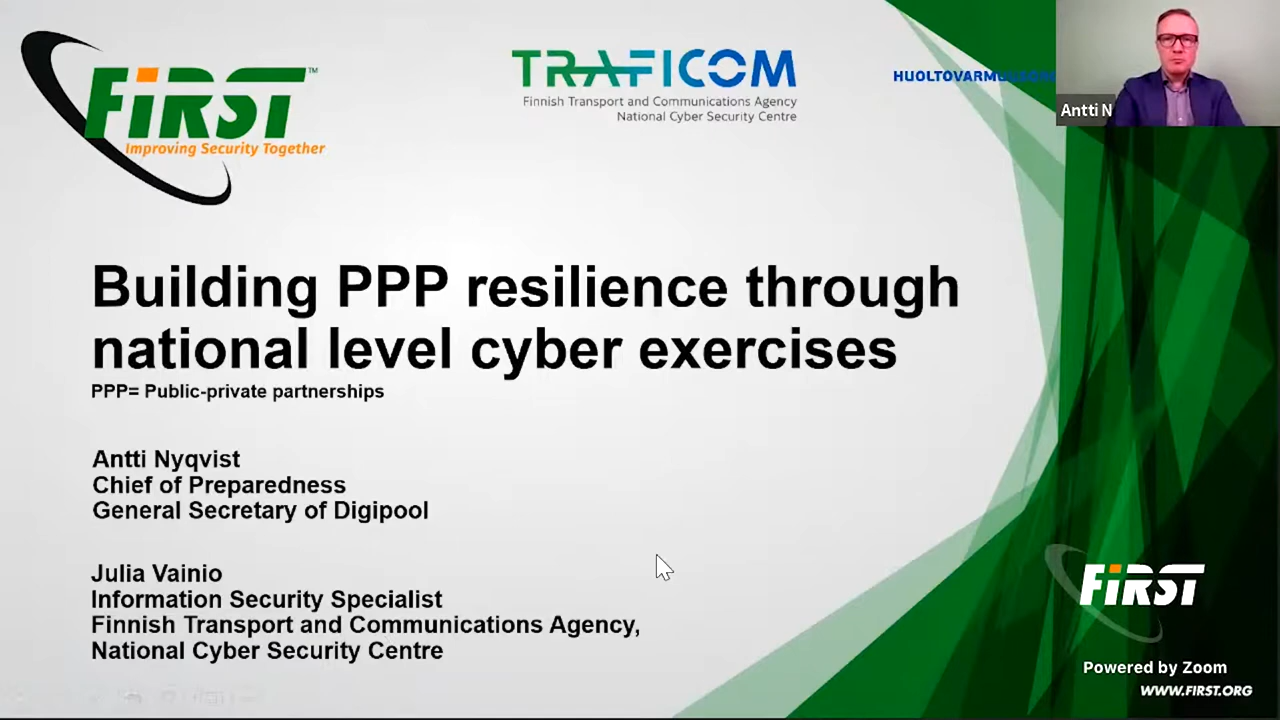 FiRST™
Improving Security Together
TRAFICOM
Finnish Transport and Communications Agency
National Cyber Security Centre
Antti N
Building PPP resilience through
national level cyber exercises
PPP= Public-private partnerships
Antti Nyqvist
Chief of Preparedness
General Secretary of Digipool
Julia Vainio
Information Security Specialist
Finnish Transport and Communications Agency,
National Cyber Security Centre
FiRST
Powered by Zoom
WWW.FIRST.ORG